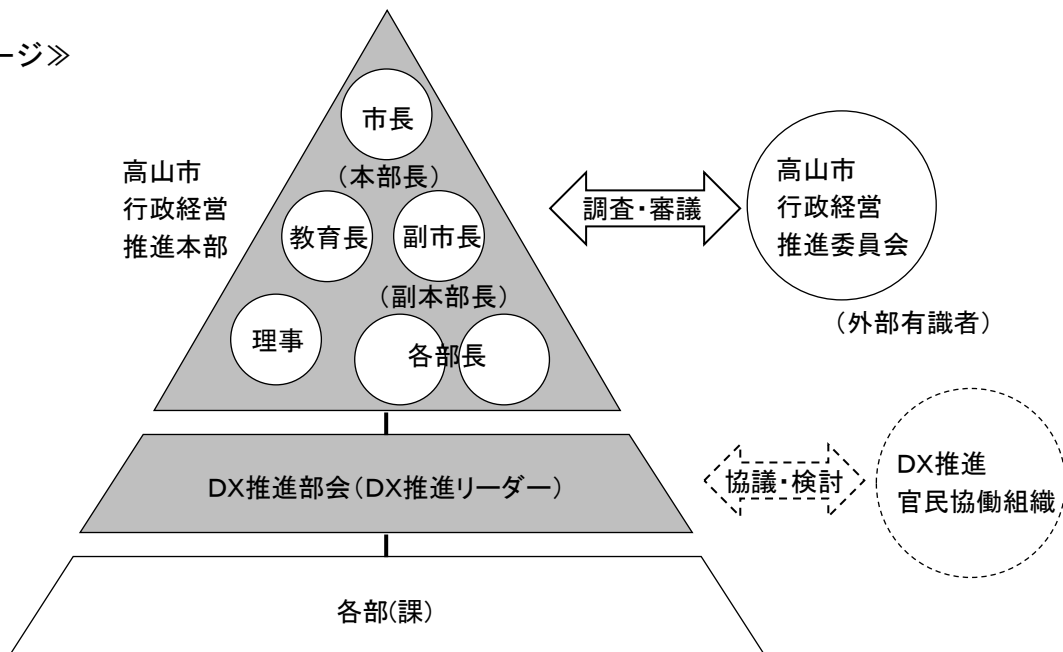 ージ≫
市長
(本部長)
高山市
行政経営
推進本部
教育長
副市長
(副本部長)
理事
各部長
調査・審議
高山市
行政経営
推進委員会
(外部有識者)
DX推進部会(DX推進リーダー)
協議・検討
DX推進
官民協働組織
各部(課)